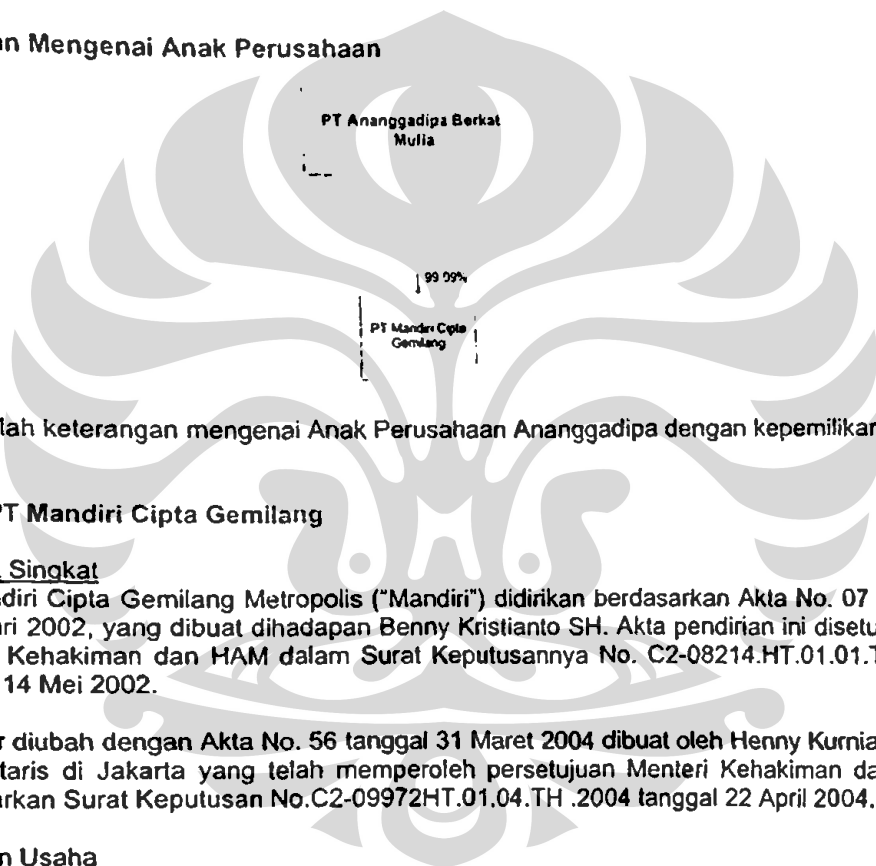 n Mengenai Anak Perusahaan
PT Ananggadipa Berkat
Mulia
99 09%
PT Mandiri Cipta
Gemilang
lah keterangan mengenai Anak Perusahaan Ananggadipa dengan kepemilikan
PT Mandiri Cipta Gemilang
Singkat
diri Cipta Gemilang Metropolis ("Mandiri") didirikan berdasarkan Akta No. 07
ri 2002, yang dibuat dihadapan Benny Kristianto SH. Akta pendirian ini disetu
Kehakiman dan HAM dalam Surat Keputusannya No. C2-08214.HT.01.01.T
14 Mei 2002.
r diubah dengan Akta No. 56 tanggal 31 Maret 2004 dibuat oleh Henny Kurnia
taris di Jakarta yang telah memperoleh persetujuan Menteri Kehakiman da
arkan Surat Keputusan No.C2-09972HT.01.04.TH .2004 tanggal 22 April 2004.
n Usaha